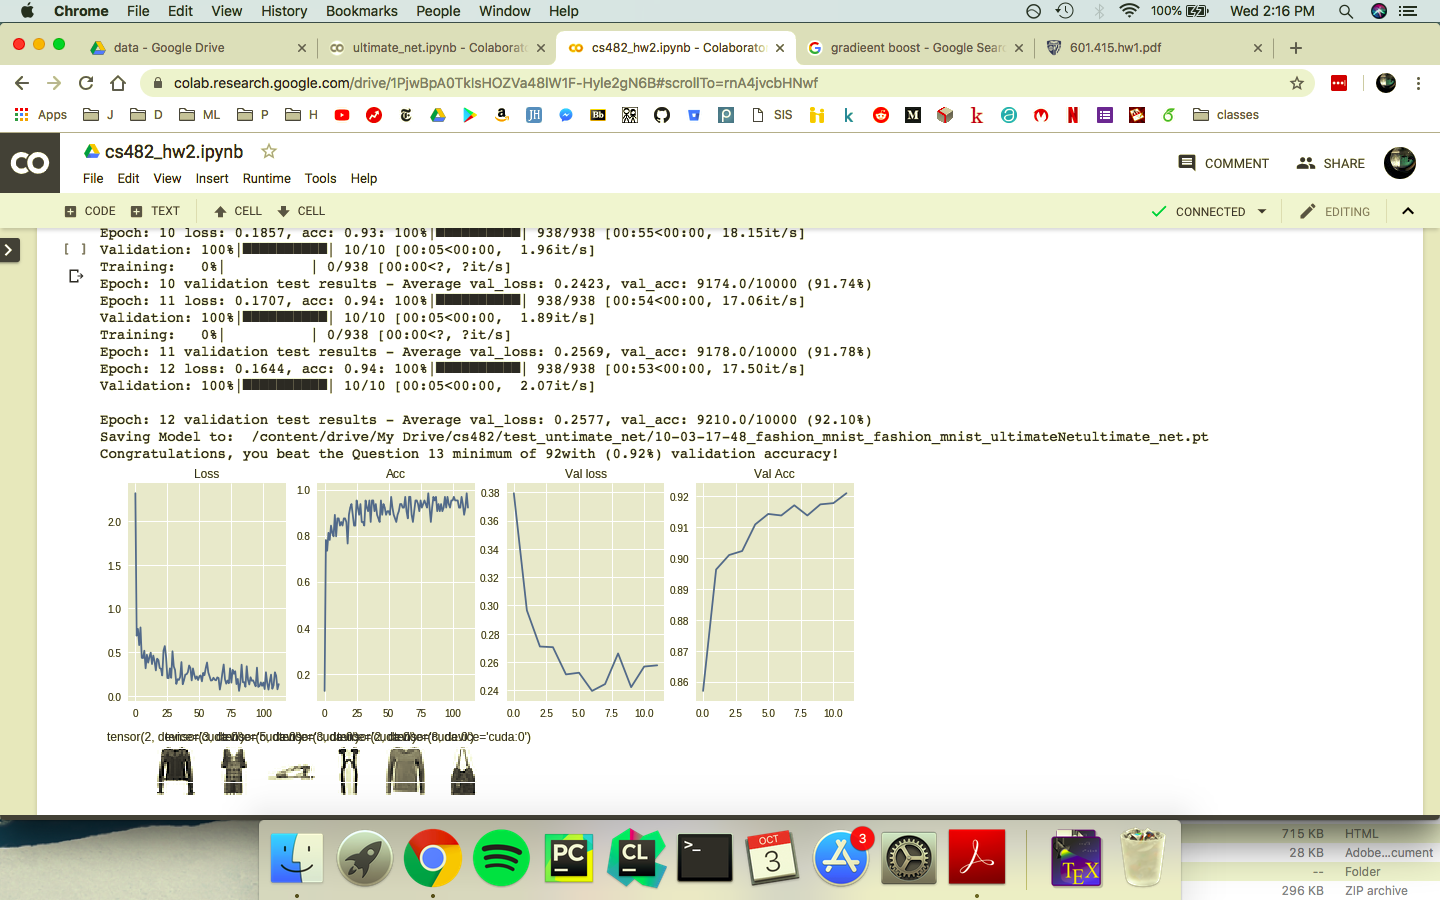 Chrome File Edit View History Bookmarks People Window Help 100% Wed 2:16 PM
data - Google Drive ultimate_net.ipynb - Colaborato cs482_hw2.ipynb - Colaborato gradieent boost - Google Sear 601.415.hw1.pdf
colab.research.google.com/drive/1PjwBpA0TklsHOZVa48lW1F-Hyle2gN6B#scrollTo=rnA4jvcbHNwf
Apps J D ML P H SIS classes
cs482_hw2.ipynb
COMMENT SHARE
File Edit View Insert Runtime Tools Help
CODE TEXT CELL CELL CONNECTED EDITING
Epoch: 10 loss: 0.1857, acc: 0.93: 100%|██████████| 938/938 [00:55<00:00, 18.15it/s]
[ ] Validation: 100%|██████████| 10/10 [00:05<00:00, 1.96it/s]
Training: 0%| | 0/938 [00:00<?, ?it/s]
Epoch: 10 validation test results - Average val_loss: 0.2423, val_acc: 9174.0/10000 (91.74%)
Epoch: 11 loss: 0.1707, acc: 0.94: 100%|██████████| 938/938 [00:54<00:00, 17.06it/s]
Validation: 100%|██████████| 10/10 [00:05<00:00, 1.89it/s]
Training: 0%| | 0/938 [00:00<?, ?it/s]
Epoch: 11 validation test results - Average val_loss: 0.2569, val_acc: 9178.0/10000 (91.78%)
Epoch: 12 loss: 0.1644, acc: 0.94: 100%|██████████| 938/938 [00:53<00:00, 17.50it/s]
Validation: 100%|██████████| 10/10 [00:05<00:00, 2.07it/s]
Epoch: 12 validation test results - Average val_loss: 0.2577, val_acc: 9210.0/10000 (92.10%)
Saving Model to: /content/drive/My Drive/cs482/test_untimate_net/10-03-17-48_fashion_mnist_fashion_mnist_ultimateNetultimate_net.pt
Congratulations, you beat the Question 13 minimum of 92with (0.92%) validation accuracy!
Loss Acc Val loss Val Acc
2.0 1.5 1.0 0.5 0.0
0 25 50 75 100
1.0 0.8 0.6 0.4 0.2
0 25 50 75 100
0.38 0.36 0.34 0.32 0.30 0.28 0.26 0.24
0.0 2.5 5.0 7.5 10.0
0.92 0.91 0.90 0.89 0.88 0.87 0.86
0.0 2.5 5.0 7.5 10.0
tensor(2, device='cuda:0')
PC CL >_ OCT 3 3 TEX
715 KB HTML
28 KB Adobe...cument
-- Folder
296 KB ZIP archive